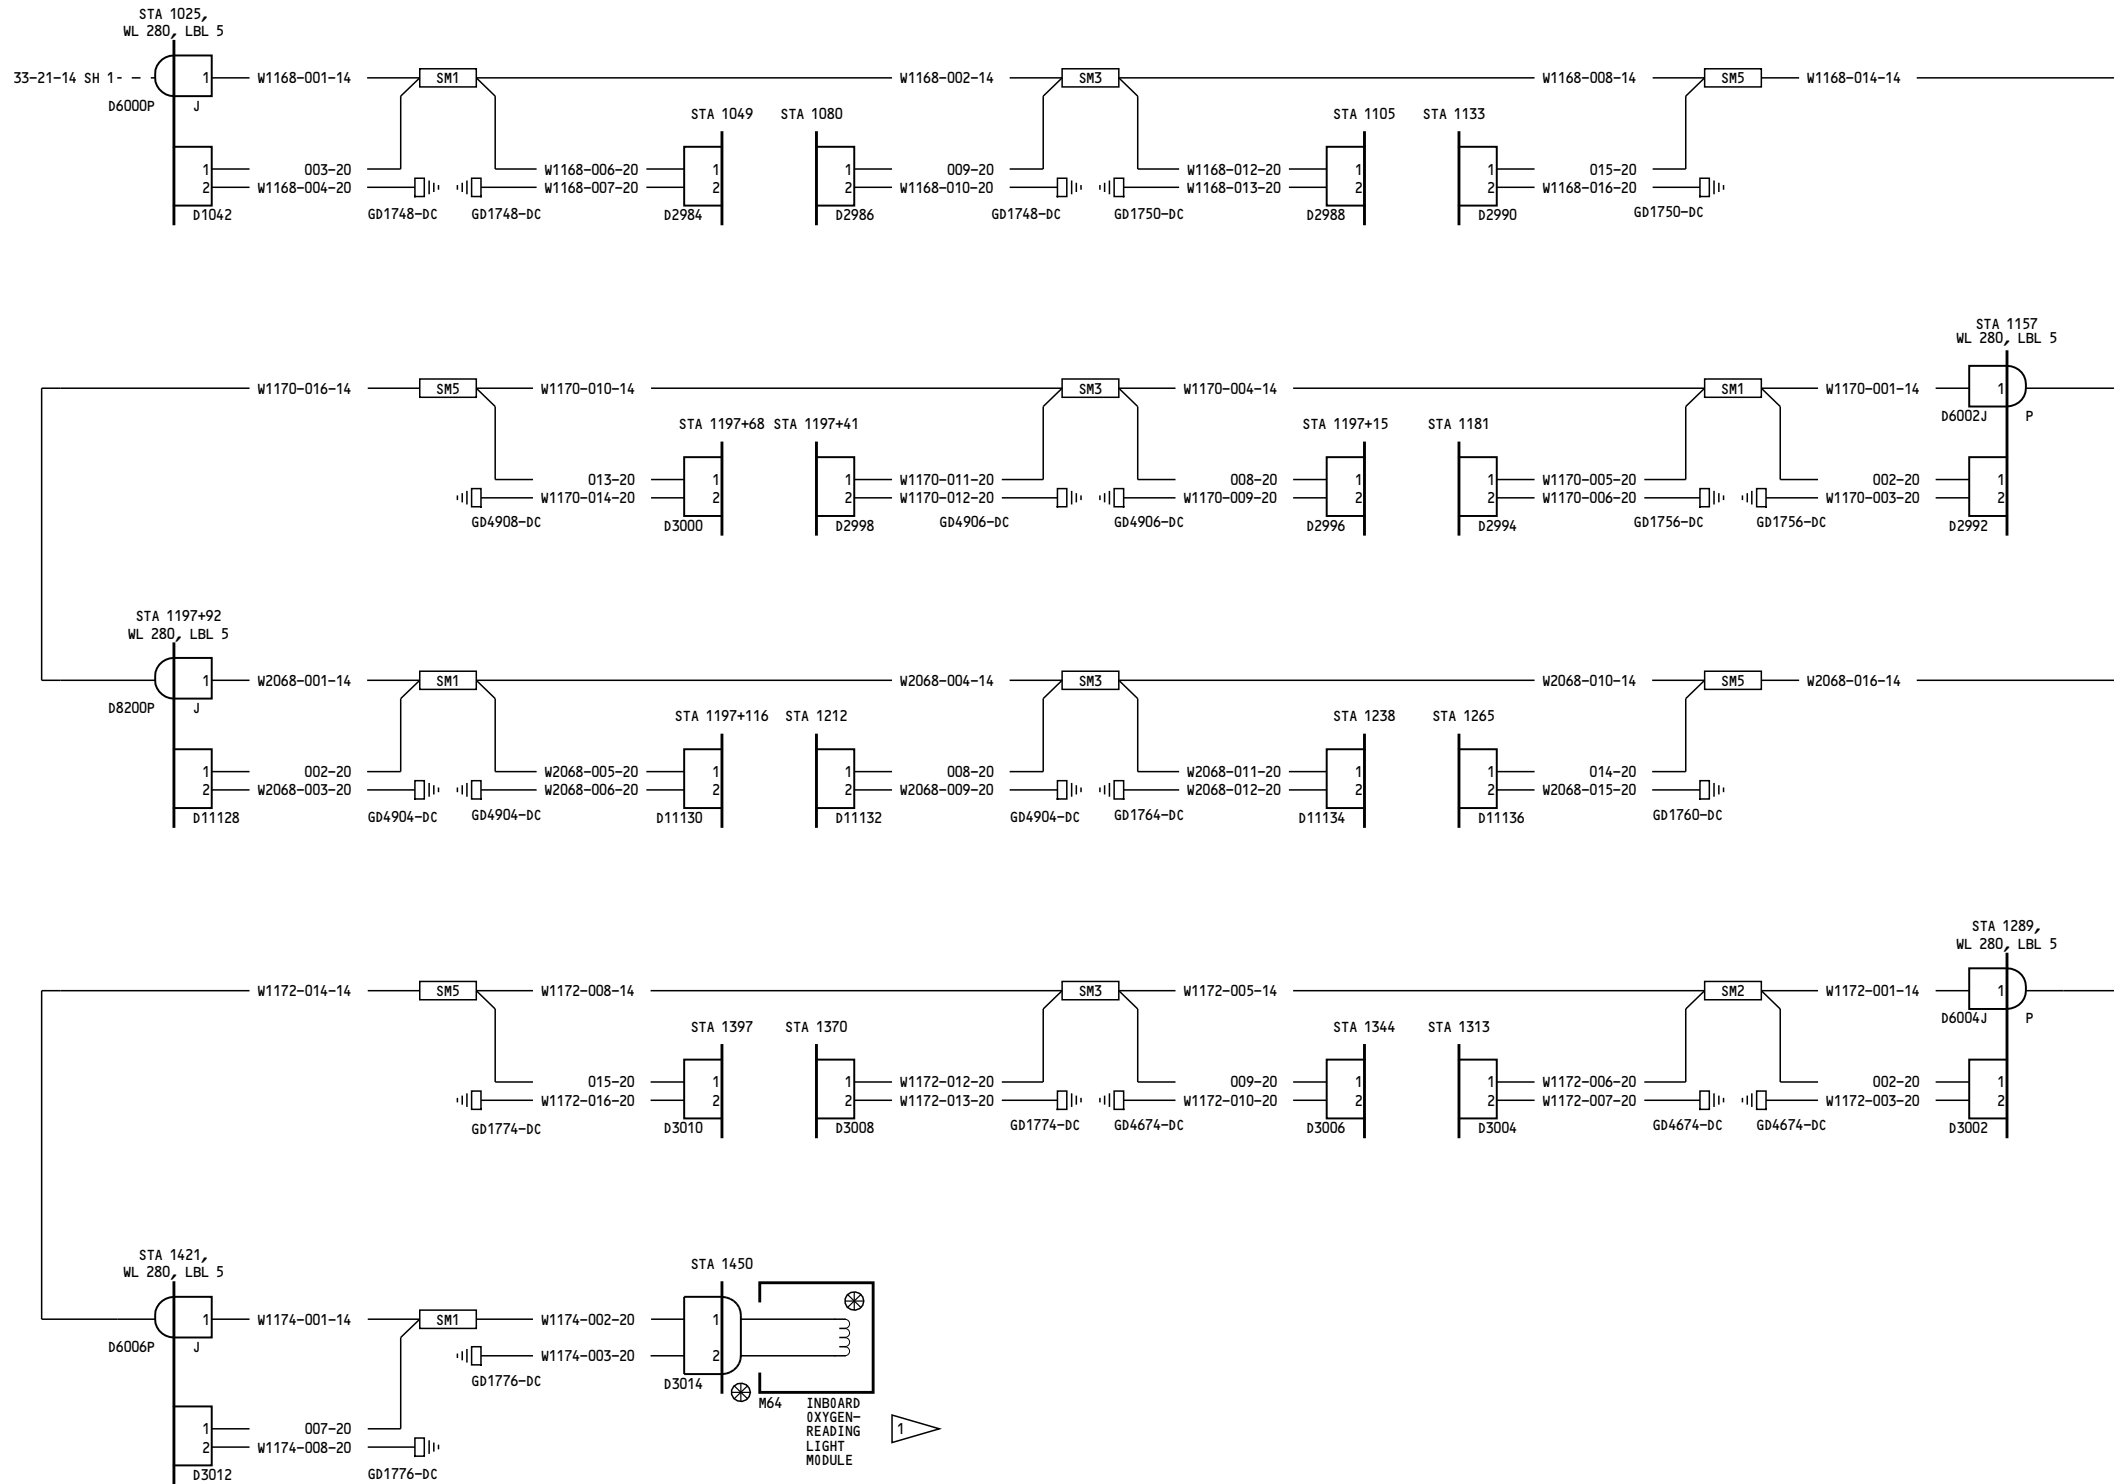 STA 1025,
WL 280, LBL 5
33-21-14 SH 1
1 W1168-001-14 SM1 W1168-002-14 SM3 W1168-008-14 SM5 W1168-014-14
D6000P J
STA 1049 STA 1080 STA 1105 STA 1133
1 003-20 W1168-006-20 1 1 009-20 W1168-012-20 1 1 015-20
2 W1168-004-20 W1168-007-20 2 2 W1168-010-20 W1168-013-20 2 2 W1168-016-20
D1042 GD1748-DC GD1748-DC D2984 D2986 GD1748-DC GD1750-DC D2988 D2990 GD1750-DC
STA 1157
WL 280, LBL 5
W1170-016-14 SM5 W1170-010-14 SM3 W1170-004-14 SM1 W1170-001-14 1
D6002J P
STA 1197+68 STA 1197+41 STA 1197+15 STA 1181
013-20 1 1 W1170-011-20 008-20 1 1 W1170-005-20 002-20 1
W1170-014-20 2 2 W1170-012-20 W1170-009-20 2 2 W1170-006-20 W1170-003-20 2
GD4908-DC D3000 D2998 GD4906-DC GD4906-DC D2996 D2994 GD1756-DC GD1756-DC D2992
STA 1197+92
WL 280, LBL 5
1 W2068-001-14 SM1 W2068-004-14 SM3 W2068-010-14 SM5 W2068-016-14
D8200P J
STA 1197+116 STA 1212 STA 1238 STA 1265
1 002-20 W2068-005-20 1 1 008-20 W2068-011-20 1 1 014-20
2 W2068-003-20 W2068-006-20 2 2 W2068-009-20 W2068-012-20 2 2 W2068-015-20
D11128 GD4904-DC GD4904-DC D11130 D11132 GD4904-DC GD1764-DC D11134 D11136 GD1760-DC
STA 1289,
WL 280, LBL 5
W1172-014-14 SM5 W1172-008-14 SM3 W1172-005-14 SM2 W1172-001-14 1
D6004J P
STA 1397 STA 1370 STA 1344 STA 1313
015-20 1 1 W1172-012-20 009-20 1 1 W1172-006-20 002-20 1
W1172-016-20 2 2 W1172-013-20 W1172-010-20 2 2 W1172-007-20 W1172-003-20 2
GD1774-DC D3010 D3008 GD1774-DC GD4674-DC D3006 D3004 GD4674-DC GD4674-DC D3002
STA 1421,
WL 280, LBL 5
STA 1450
1 W1174-001-14 SM1 W1174-002-20 1
D6006P J
W1174-003-20 2
GD1776-DC D3014
M64 INBOARD
OXYGEN-
READING
LIGHT
MODULE
1
1 007-20
2 W1174-008-20
D3012 GD1776-DC